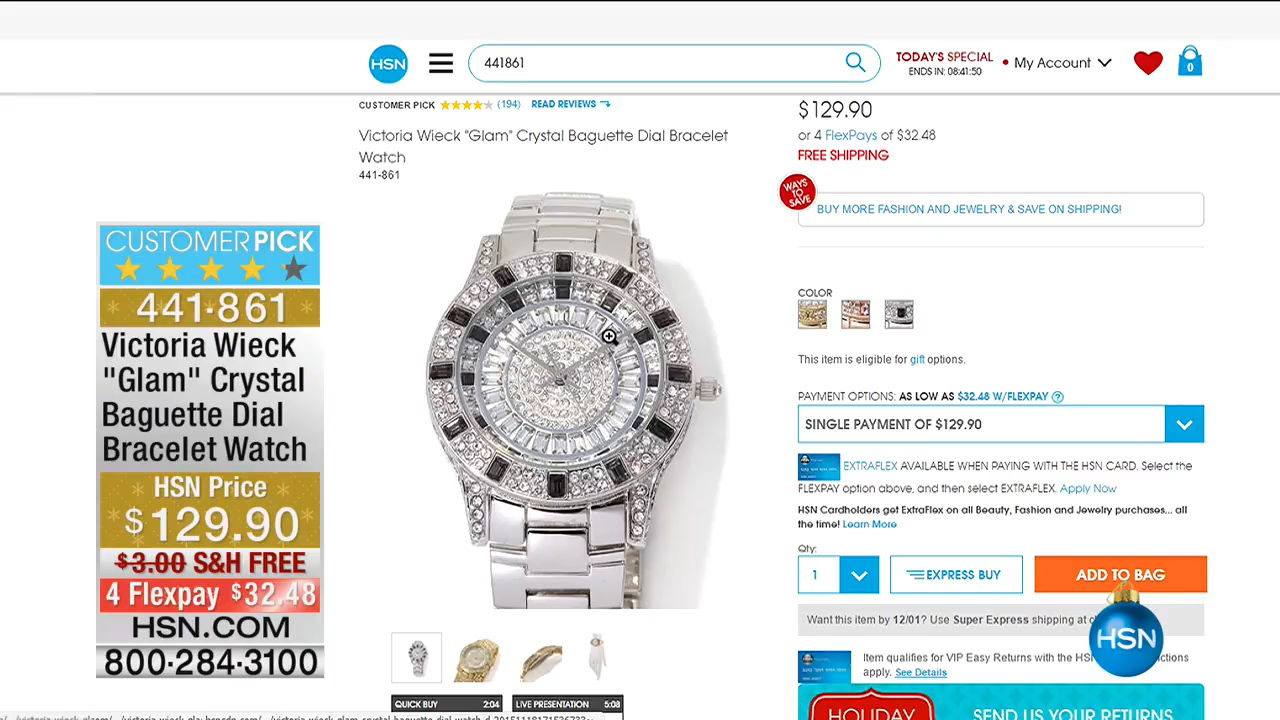 HSN
441861
TODAY'S SPECIAL
ENDS IN: 08:41:50
My Account
0
CUSTOMER PICK
(194)
READ REVIEWS
Victoria Wieck "Glam" Crystal Baguette Dial Bracelet
Watch
441-861
$129.90
or 4 FlexPays of $32.48
FREE SHIPPING
WAYS
TO
SAVE
BUY MORE FASHION AND JEWELRY & SAVE ON SHIPPING!
COLOR
This item is eligible for gift options.
PAYMENT OPTIONS: AS LOW AS $32.48 W/FLEXPAY ?
SINGLE PAYMENT OF $129.90
EXTRAFLEX AVAILABLE WHEN PAYING WITH THE HSN CARD. Select the
FLEXPAY option above, and then select EXTRAFLEX. Apply Now
HSN Cardholders get ExtraFlex on all Beauty, Fashion and Jewelry purchases... all
the time! Learn More
Qty:
1
EXPRESS BUY
ADD TO BAG
Want this item by 12/01? Use Super Express shipping at
HSN
Item qualifies for VIP Easy Returns with the
apply. See Details
HOLIDAY
SEND US YOUR RETURNS
CUSTOMER PICK
441-861
Victoria Wieck
"Glam" Crystal
Baguette Dial
Bracelet Watch
HSN Price
$129.90
$3.00 S&H FREE
4 Flexpay $32.48
HSN.COM
800-284-3100
QUICK BUY 2:04
LIVE PRESENTATION 5:08